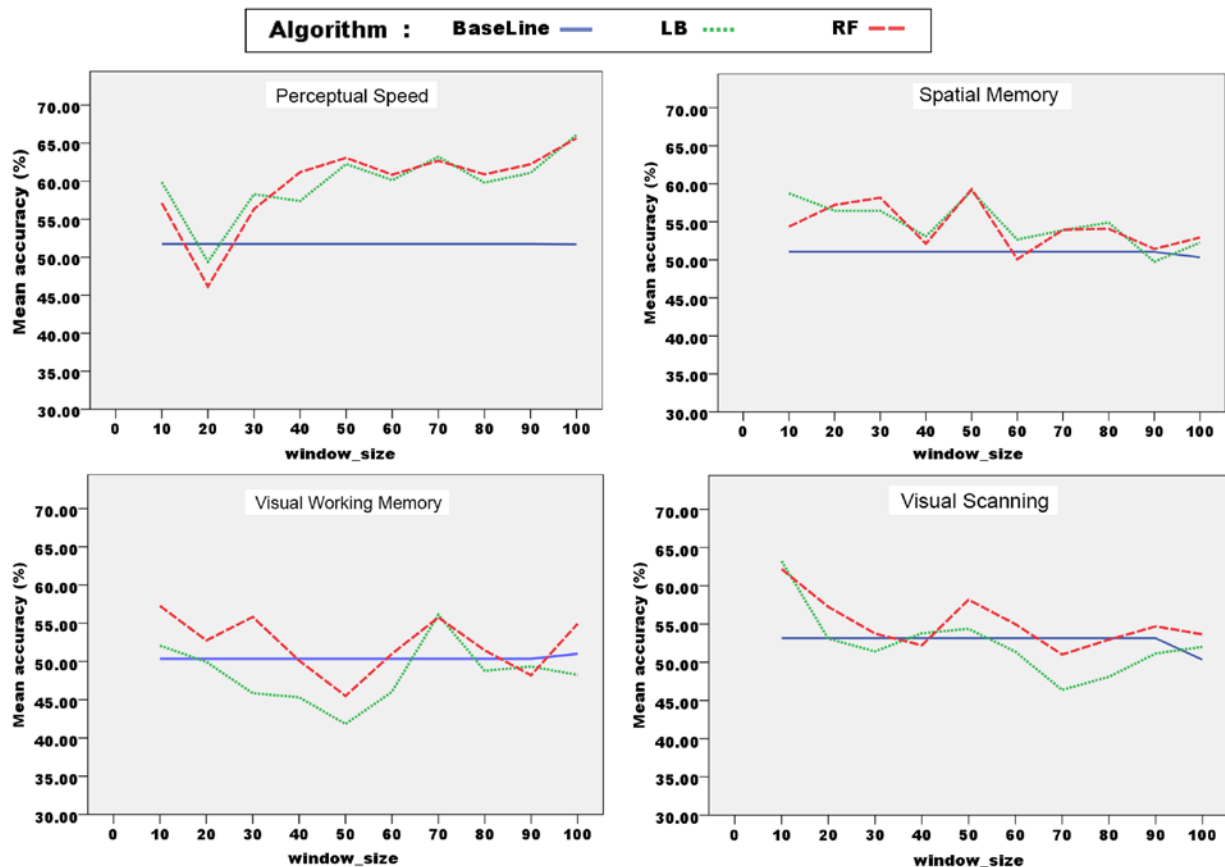 Algorithm : BaseLine LB RF
Perceptual Speed
Mean accuracy (%)
70.00
65.00
60.00
55.00
50.00
45.00
40.00
35.00
30.00
0 10 20 30 40 50 60 70 80 90 100
window_size
Spatial Memory
Mean accuracy (%)
70.00
65.00
60.00
55.00
50.00
45.00
40.00
35.00
30.00
0 10 20 30 40 50 60 70 80 90 100
window_size
Visual Working Memory
Mean accuracy (%)
70.00
65.00
60.00
55.00
50.00
45.00
40.00
35.00
30.00
0 10 20 30 40 50 60 70 80 90 100
window_size
Visual Scanning
Mean accuracy (%)
70.00
65.00
60.00
55.00
50.00
45.00
40.00
35.00
30.00
0 10 20 30 40 50 60 70 80 90 100
window_size